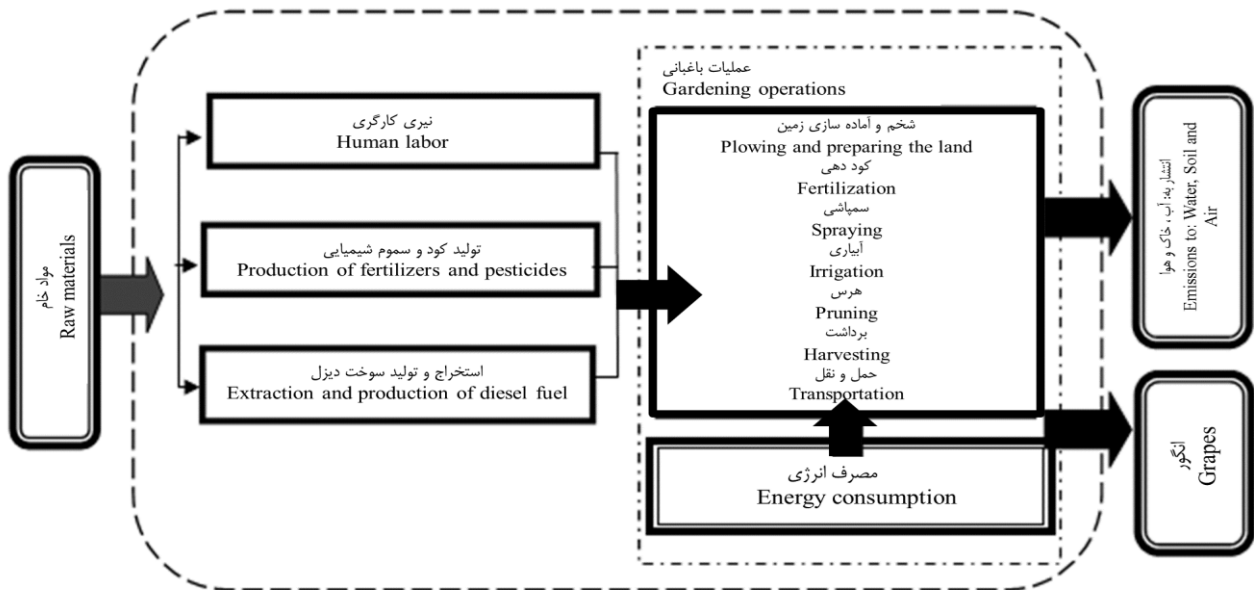 مواد خام
Raw materials
نیری کارگری
Human labor
تولید کود و سموم شیمیایی
Production of fertilizers and pesticides
استخراج و تولید سوخت دیزل
Extraction and production of diesel fuel
عملیات باغبانی
Gardening operations
شخم و آماده سازی زمین
Plowing and preparing the land
کود دهی
Fertilization
سمپاشی
Spraying
آبیاری
Irrigation
هرس
Pruning
برداشت
Harvesting
حمل و نقل
Transportation
مصرف انرژی
Energy consumption
انتشار به: آب ، خاک و هوا
Emissions to: Water, Soil and
Air
انگور
Grapes